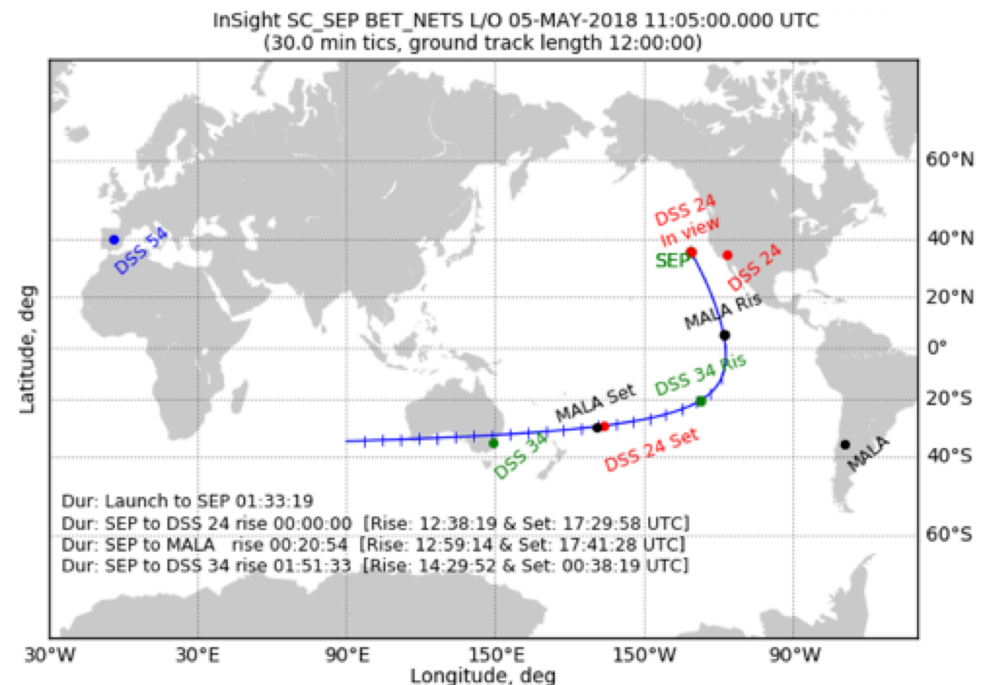 InSight SC_SEP BET_NETS L/O 05-MAY-2018 11:05:00.000 UTC
(30.0 min tics, ground track length 12:00:00)
60°N
DSS 24
In view
40°N
DSS 54
SEP
DSS 24
20°N
MALA Ris
0°
DSS 34 Ris
20°S
MALA Set
DSS 24 Set
DSS 34
MALA
40°S
Latitude, deg
Dur: Launch to SEP 01:33:19
Dur: SEP to DSS 24 rise 00:00:00 [Rise: 12:38:19 & Set: 17:29:58 UTC]
Dur: SEP to MALA rise 00:20:54 [Rise: 12:59:14 & Set: 17:41:28 UTC]
Dur: SEP to DSS 34 rise 01:51:33 [Rise: 14:29:52 & Set: 00:38:19 UTC]
60°S
30°W 30°E 90°E 150°E 150°W 90°W
Longitude, deg